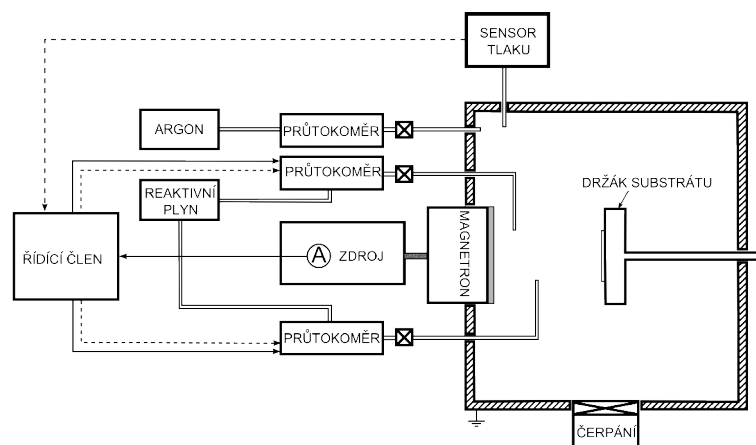 SENSOR
TLAKU
ARGON
PRŮTOKOMĚR
PRŮTOKOMĚR
REAKTIVNÍ
PLYN
DRŽÁK SUBSTRÁTU
ŘÍDÍCÍ ČLEN
A
ZDROJ
MAGNETRON
PRŮTOKOMĚR
ČERPÁNÍ